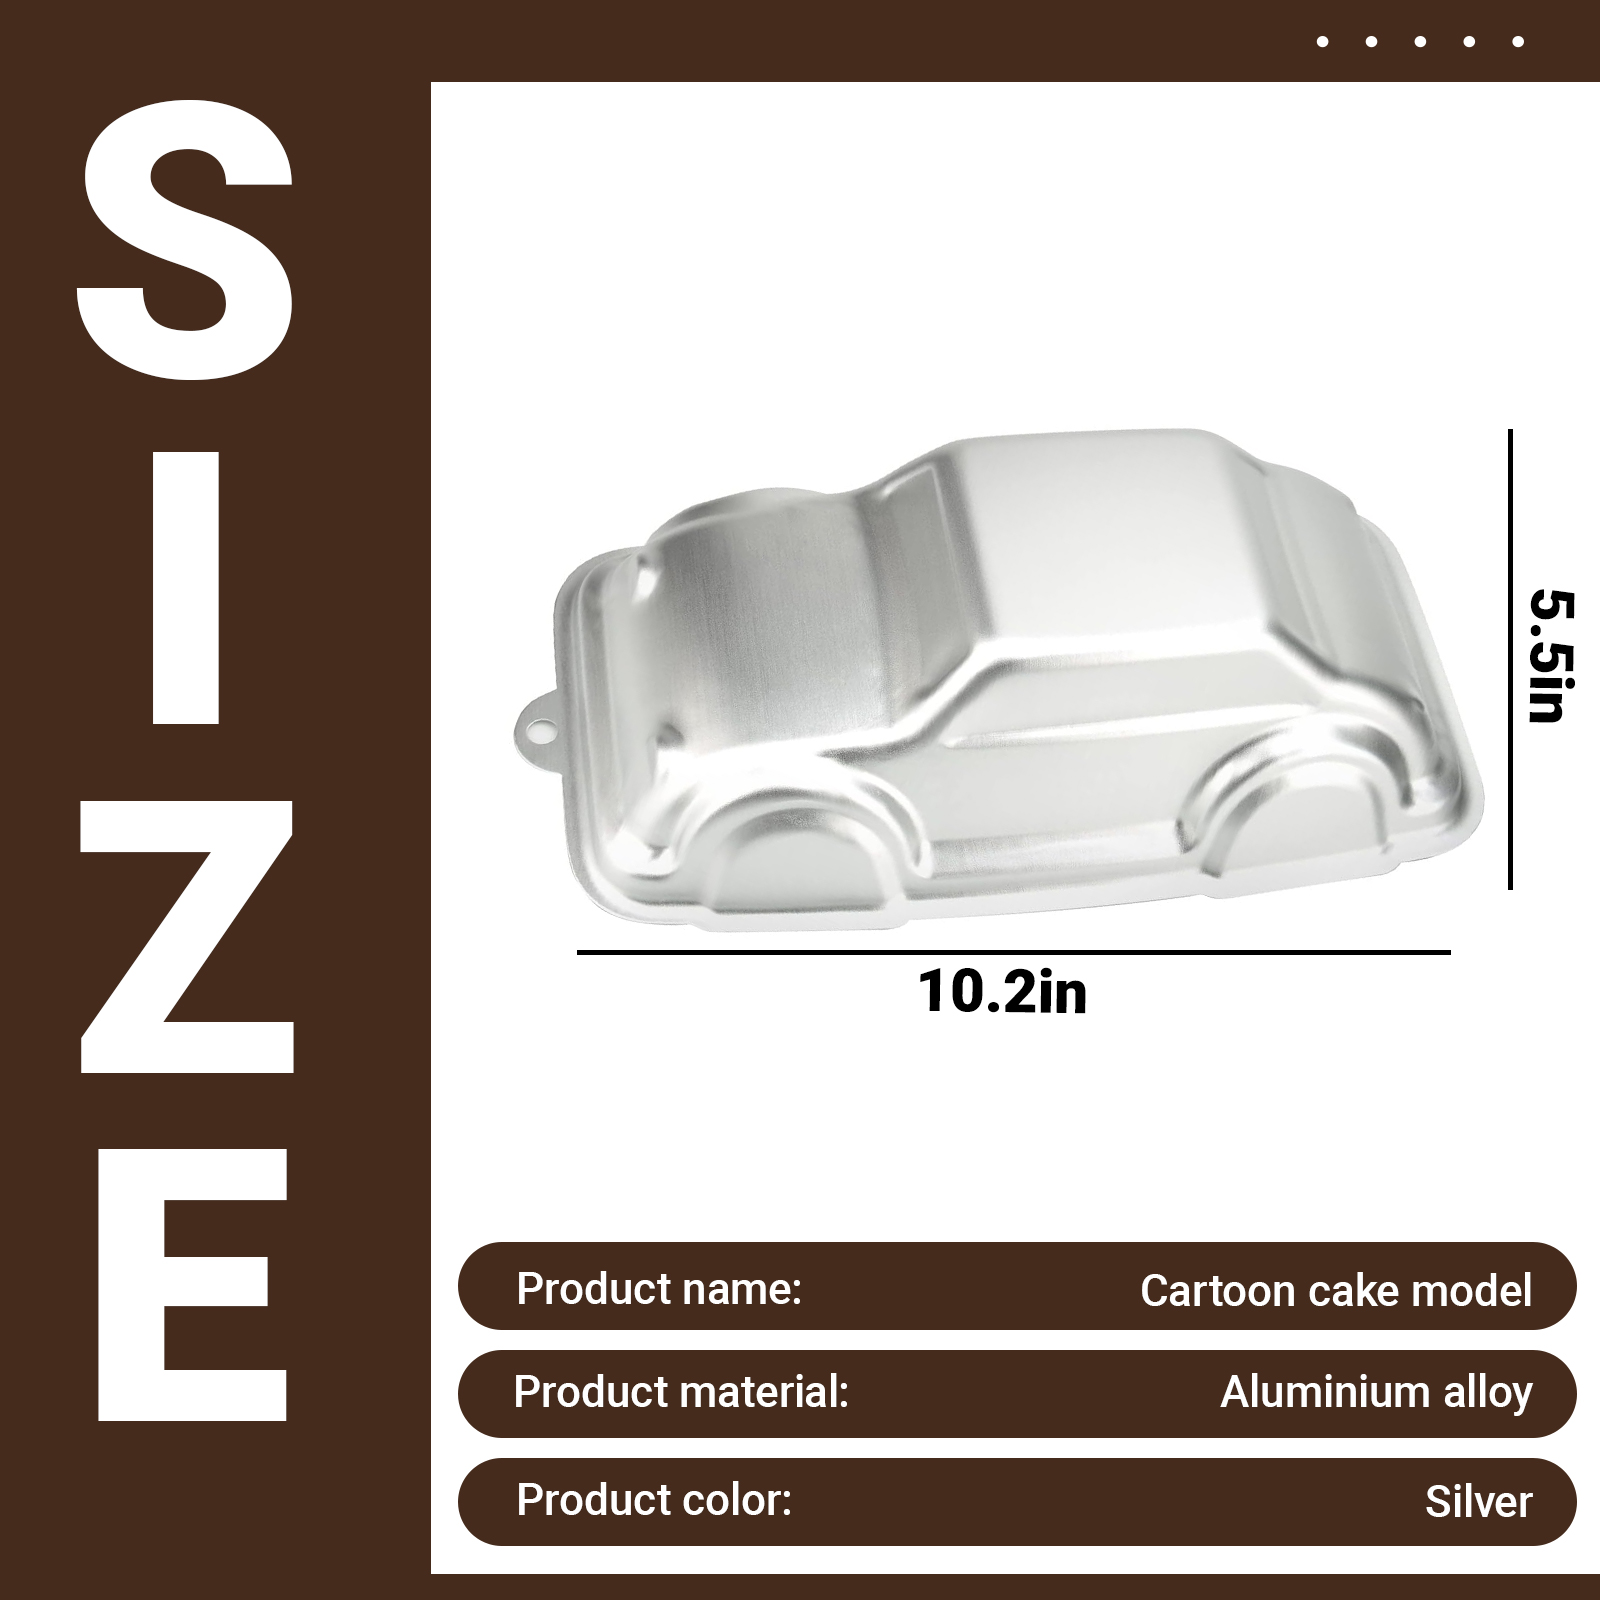 SIZE
5.5in
10.2in
Product name: Cartoon cake model
Product material: Aluminium alloy
Product color: Silver